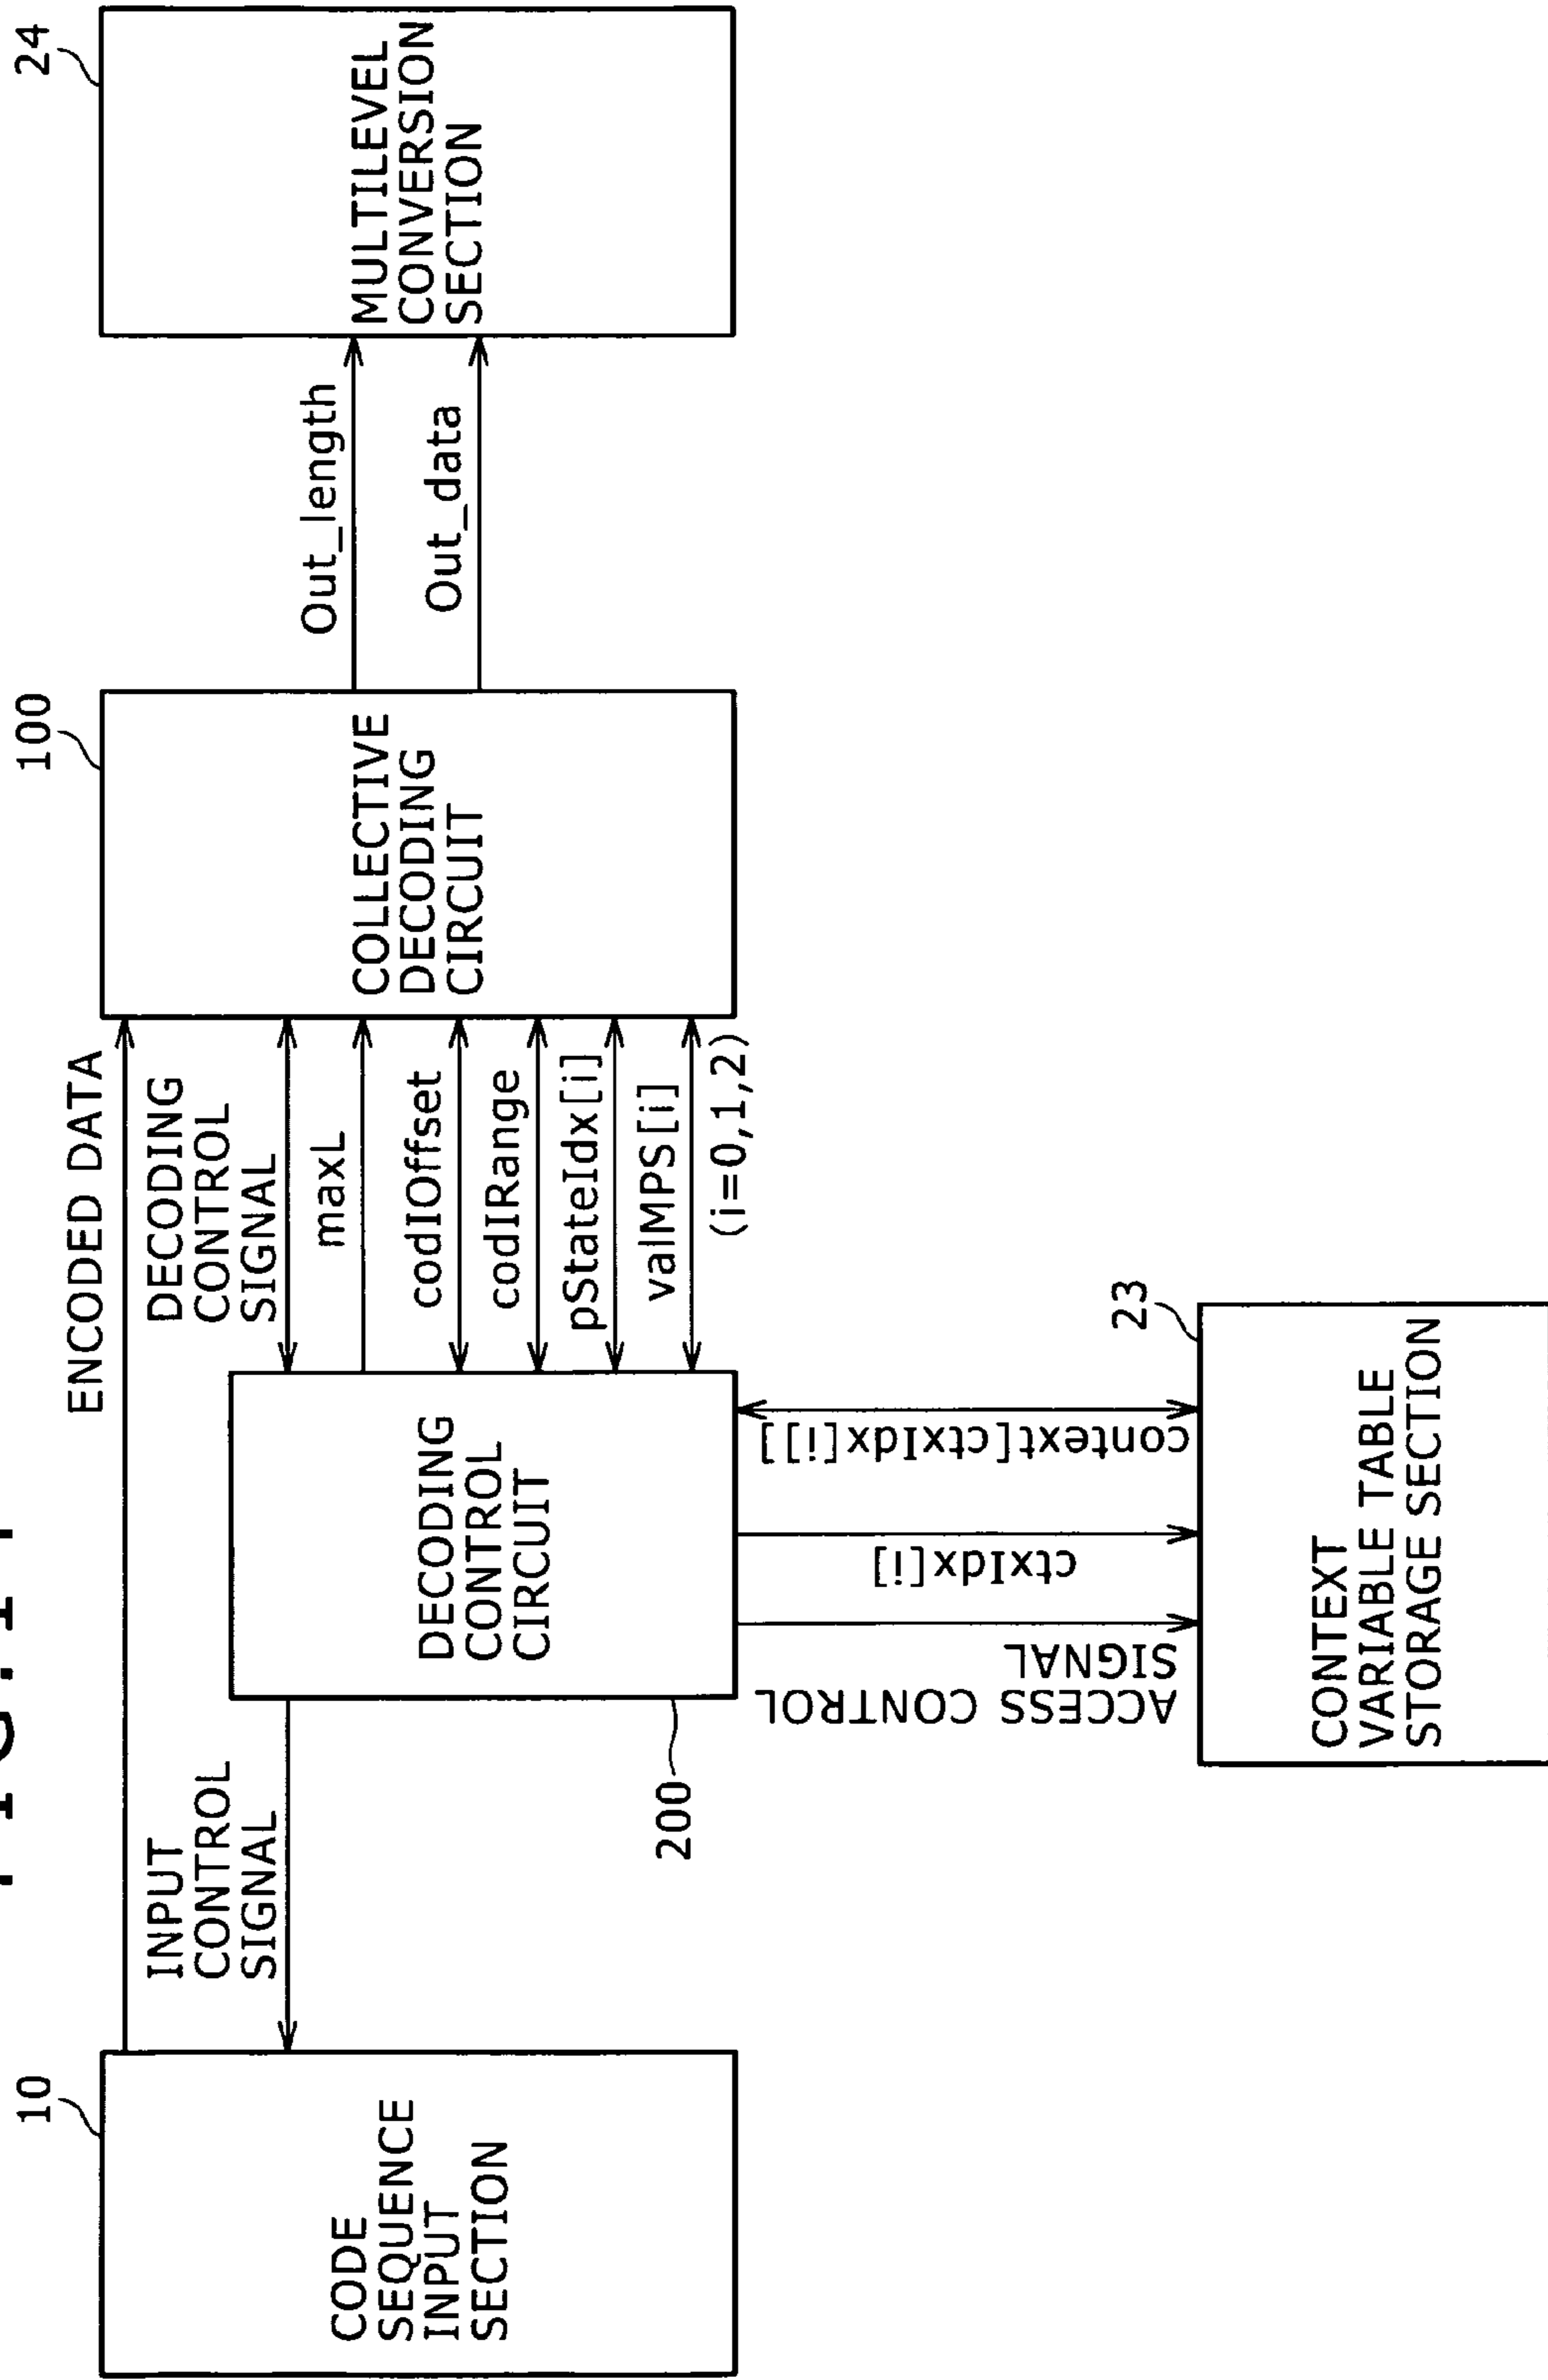 10
CODE
SEQUENCE
INPUT
SECTION
ENCODED DATA
INPUT
CONTROL
SIGNAL
200
DECODING
CONTROL
CIRCUIT
DECODING
CONTROL
SIGNAL
maxL
codIOffset
codIRange
pStateIdx[i]
valMPS[i]
(i=0,1,2)
100
COLLECTIVE
DECODING
CIRCUIT
Out_length
Out_data
24
MULTILEVEL
CONVERSION
SECTION
ACCESS CONTROL
SIGNAL
ctxIdx[i]
context[ctxIdx[i]]
23
CONTEXT
VARIABLE TABLE
STORAGE SECTION